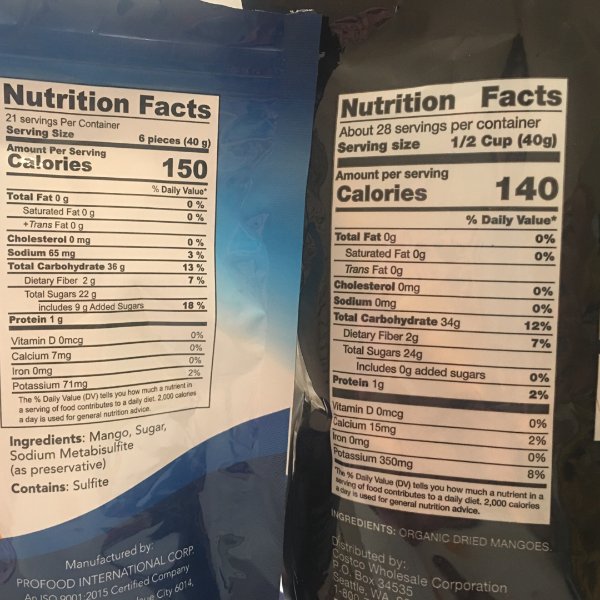 Nutrition Facts
21 servings Per Container
Serving Size 6 pieces (40 g)
Amount Per Serving
Calories 150
% Daily Value*
Total Fat 0 g 0 %
Saturated Fat 0 g 0 %
+Trans Fat 0 g
Cholesterol 0 mg 0 %
Sodium 65 mg 3 %
Total Carbohydrate 36 g 13 %
Dietary Fiber 2 g 7 %
Total Sugars 22 g
includes 9 g Added Sugars 18 %
Protein 1 g
Vitamin D 0mcg 0%
Calcium 7mg 0%
Iron 0mg 0%
Potassium 71mg 2%
The % Daily Value (DV) tells you how much a nutrient in
a serving of food contributes to a daily diet. 2,000 calories
a day is used for general nutrition advice.
Ingredients: Mango, Sugar,
Sodium Metabisulfite
(as preservative)
Contains: Sulfite
Manufactured by:
PROFOOD INTERNATIONAL CORP.
An ISO 9001:2015 Certified Company
City 6014,
Nutrition Facts
About 28 servings per container
Serving size 1/2 Cup (40g)
Amount per serving
Calories 140
% Daily Value*
Total Fat 0g 0%
Saturated Fat 0g 0%
Trans Fat 0g
Cholesterol 0mg 0%
Sodium 0mg 0%
Total Carbohydrate 34g 12%
Dietary Fiber 2g 7%
Total Sugars 24g
Includes 0g added sugars 0%
Protein 1g 2%
Vitamin D 0mcg 0%
Calcium 15mg 2%
Iron 0mg 0%
Potassium 350mg 8%
*The % Daily Value (DV) tells you how much a nutrient in a
serving of food contributes to a daily diet. 2,000 calories
a day is used for general nutrition advice.
INGREDIENTS: ORGANIC DRIED MANGOES.
Distributed by:
Costco Wholesale Corporation
P.O. Box 34535
Seattle, WA
1-800